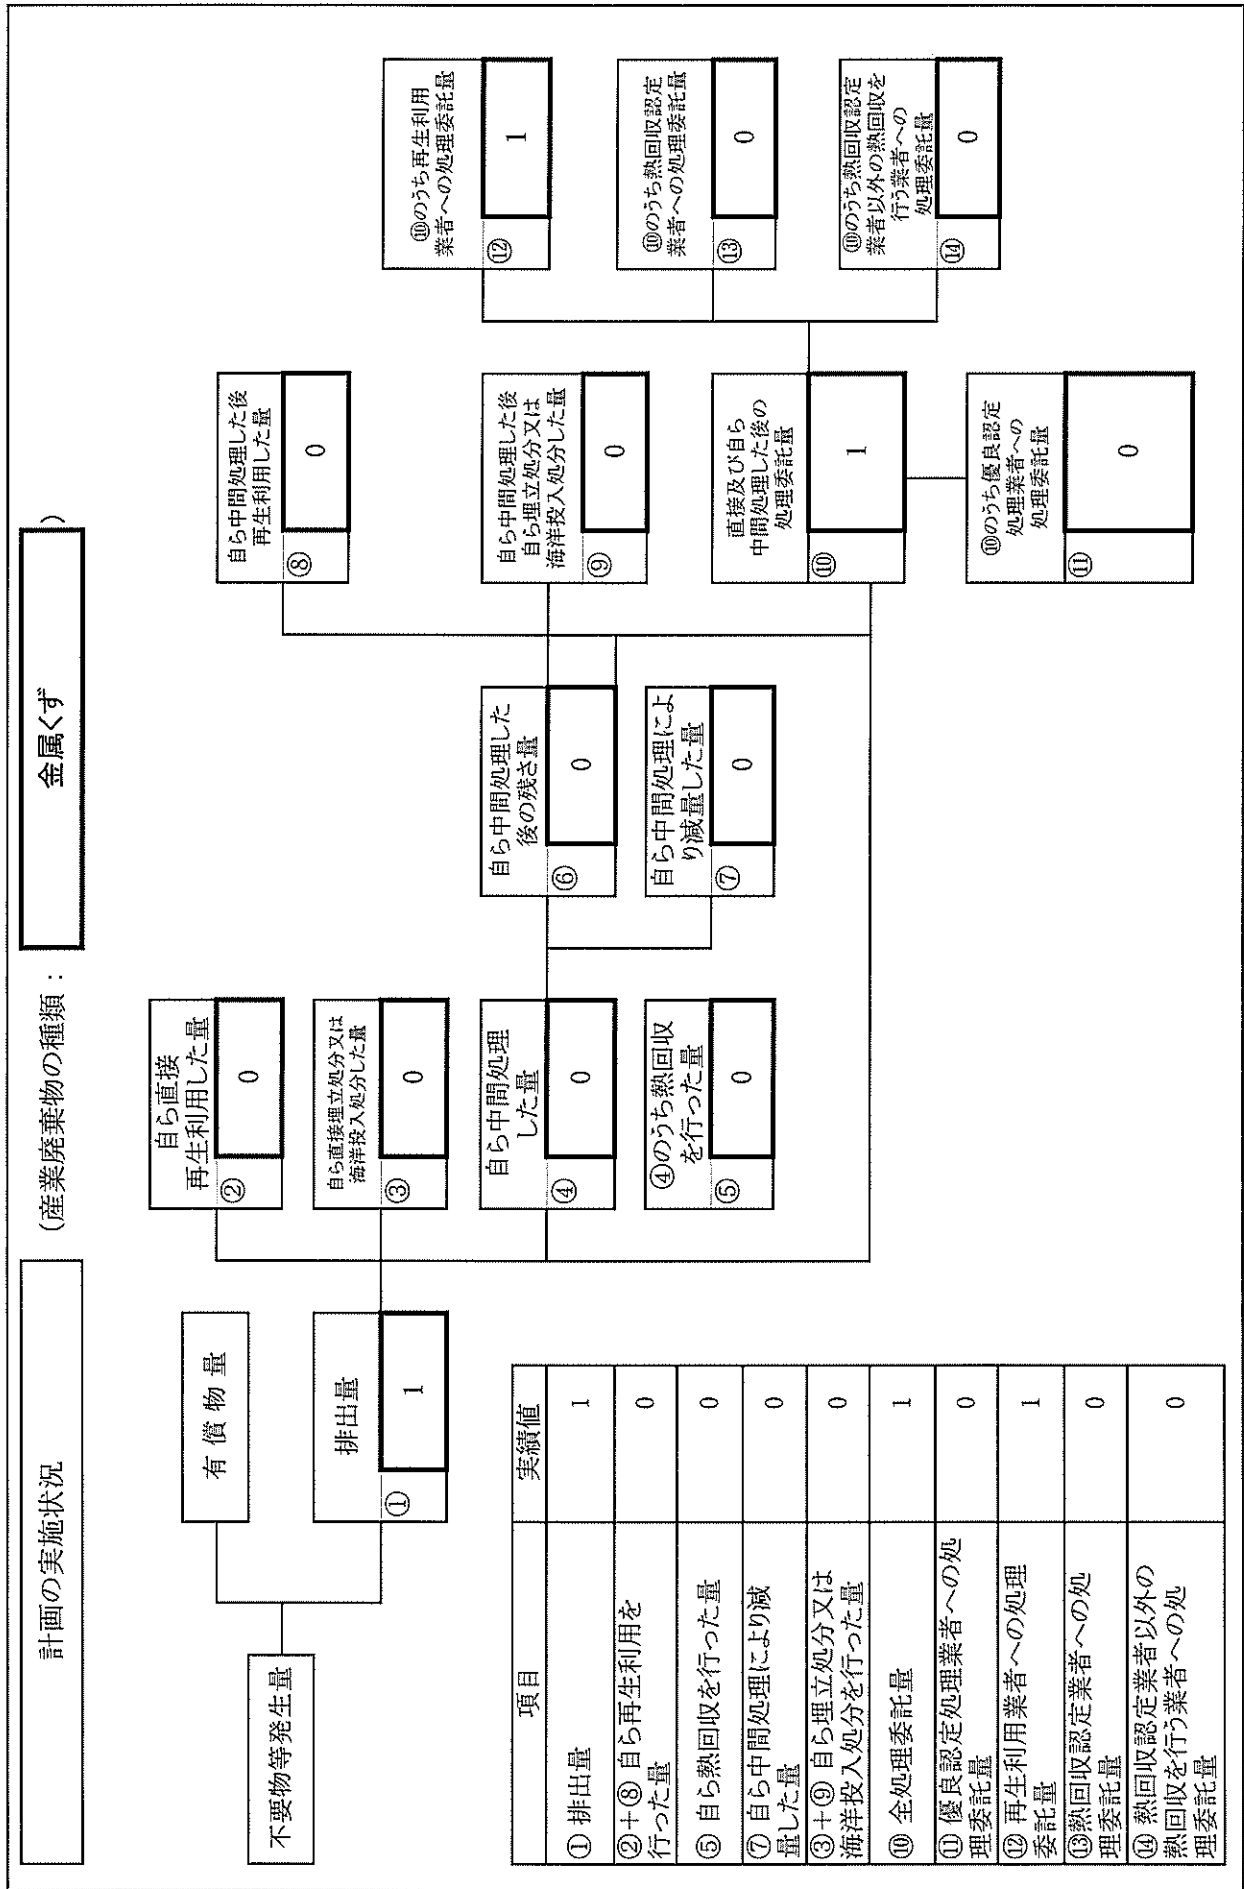 計画の実施状況
(産業廃棄物の種類：
金属くず
)
不要物等発生量
有 償 物 量
排出量
①
1
自ら直接
再生利用した量
②
0
自ら直接埋立処分又は
海洋投入処分した量
③
0
自ら中間処理
した量
④
0
④のうち熱回収
を行った量
⑤
0
自ら中間処理した
後の残さ量
⑥
0
自ら中間処理によ
り減量した量
⑦
0
自ら中間処理した後
再生利用した量
⑧
0
自ら中間処理した後
自ら埋立処分又は
海洋投入処分した量
⑨
0
直接及び自ら
中間処理した後の
処理委託量
⑩
1
⑩のうち優良認定
処理業者への
処理委託量
⑪
0
⑩のうち再生利用
業者への処理委託量
⑫
1
⑩のうち熱回収認定
業者への処理委託量
⑬
0
⑩のうち熱回収認定
業者以外の熱回収を
行う業者への
処理委託量
⑭
0
項目
実績値
① 排出量
1
②＋⑧ 自ら再生利用を
行った量
0
⑤ 自ら熱回収を行った量
0
⑦ 自ら中間処理により減
量した量
0
③＋⑨ 自ら埋立処分又は
海洋投入処分を行った量
0
⑩ 全処理委託量
1
⑪ 優良認定処理業者への処
理委託量
0
⑫ 再生利用業者への処理
委託量
1
⑬熱回収認定業者への処
理委託量
0
⑭ 熱回収認定業者以外の
熱回収を行う業者への処
理委託量
0